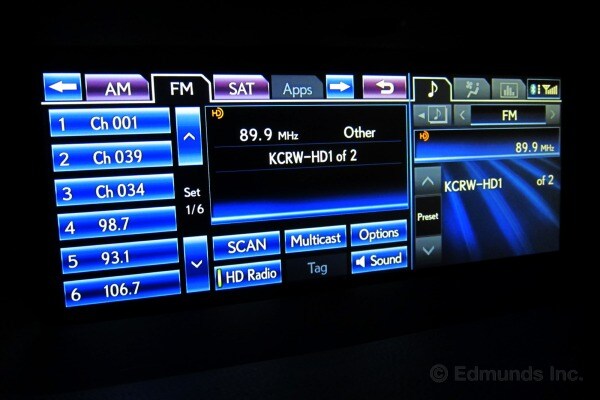 AM FM SAT Apps
1 Ch 001
2 Ch 039
3 Ch 034
4 98.7
5 93.1
6 106.7
Set
1/6
HD
89.9 MHz Other
KCRW-HD1 of 2
SCAN Multicast Options
HD Radio Tag Sound
FM
HD
89.9 MHz
KCRW-HD1 of 2
Preset
© Edmunds Inc.